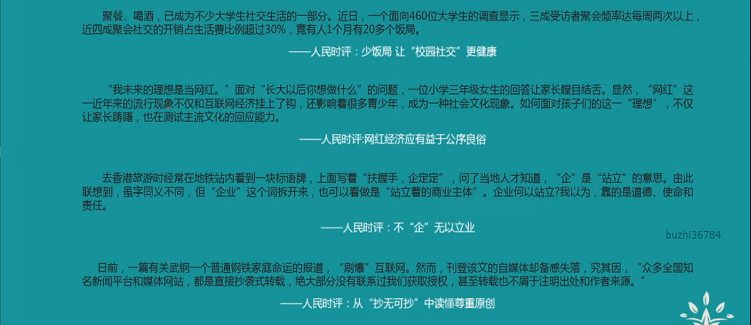 聚餐、喝酒，已成为不少大学生社交生活的一部分。近日，一个面向460位大学生的调查显示，三成受访者聚会频率达每周两次以上，
近四成聚会社交的开销占生活费比例超过30%，竟有人1个月有20多个饭局。
——人民时评：少饭局 让“校园社交”更健康
“我未来的理想是当网红。”面对“长大以后你想做什么”的问题，一位小学三年级女生的回答让家长瞠目结舌。显然，“网红”这
一近年来的流行现象不仅和互联网经济挂上了钩，还影响着很多青少年，成为一种社会文化现象。如何面对孩子们的这一“理想”，不仅
让家长踌躇，也在测试主流文化的回应能力。
——人民时评:网红经济应有益于公序良俗
去香港旅游时经常在地铁站内看到一块标语牌，上面写着“扶握手，企定定”，问了当地人才知道，“企”是“站立”的意思。由此
联想到，虽字同义不同，但“企业”这个词拆开来，也可以看做是“站立着的商业主体”。企业何以站立?我以为，靠的是道德、使命和
责任。
——人民时评：不“企”无以立业
buzhi36784
日前，一篇有关武钢一个普通钢铁家庭命运的报道，“刷爆”互联网。然而，刊登该文的自媒体却备感失落，究其因，“众多全国知
名新闻平台和媒体网站，都是直接抄袭式转载，绝大部分没有联系过我们获取授权，甚至转载也不屑于注明出处和作者来源。”
——人民时评：从“抄无可抄”中读懂尊重原创